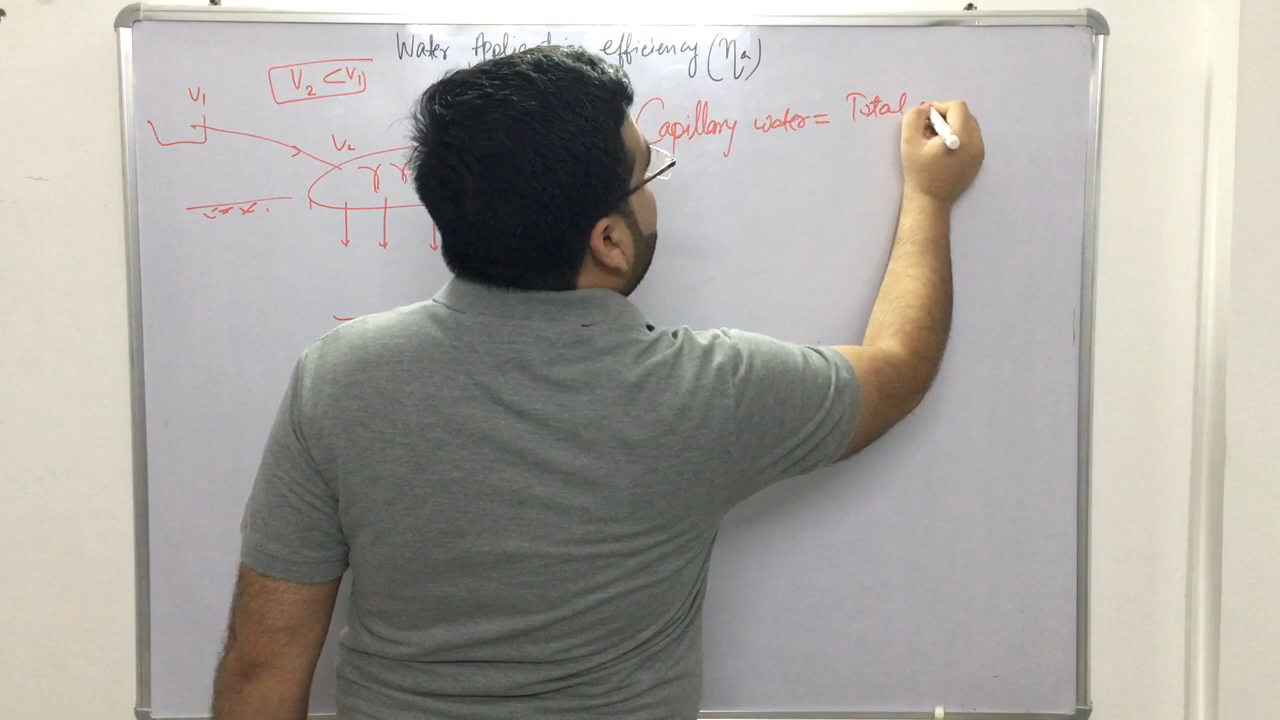 Water Application efficiency (ηa)
V₂ < V₁
V₁
Capillary water = Total
V₂